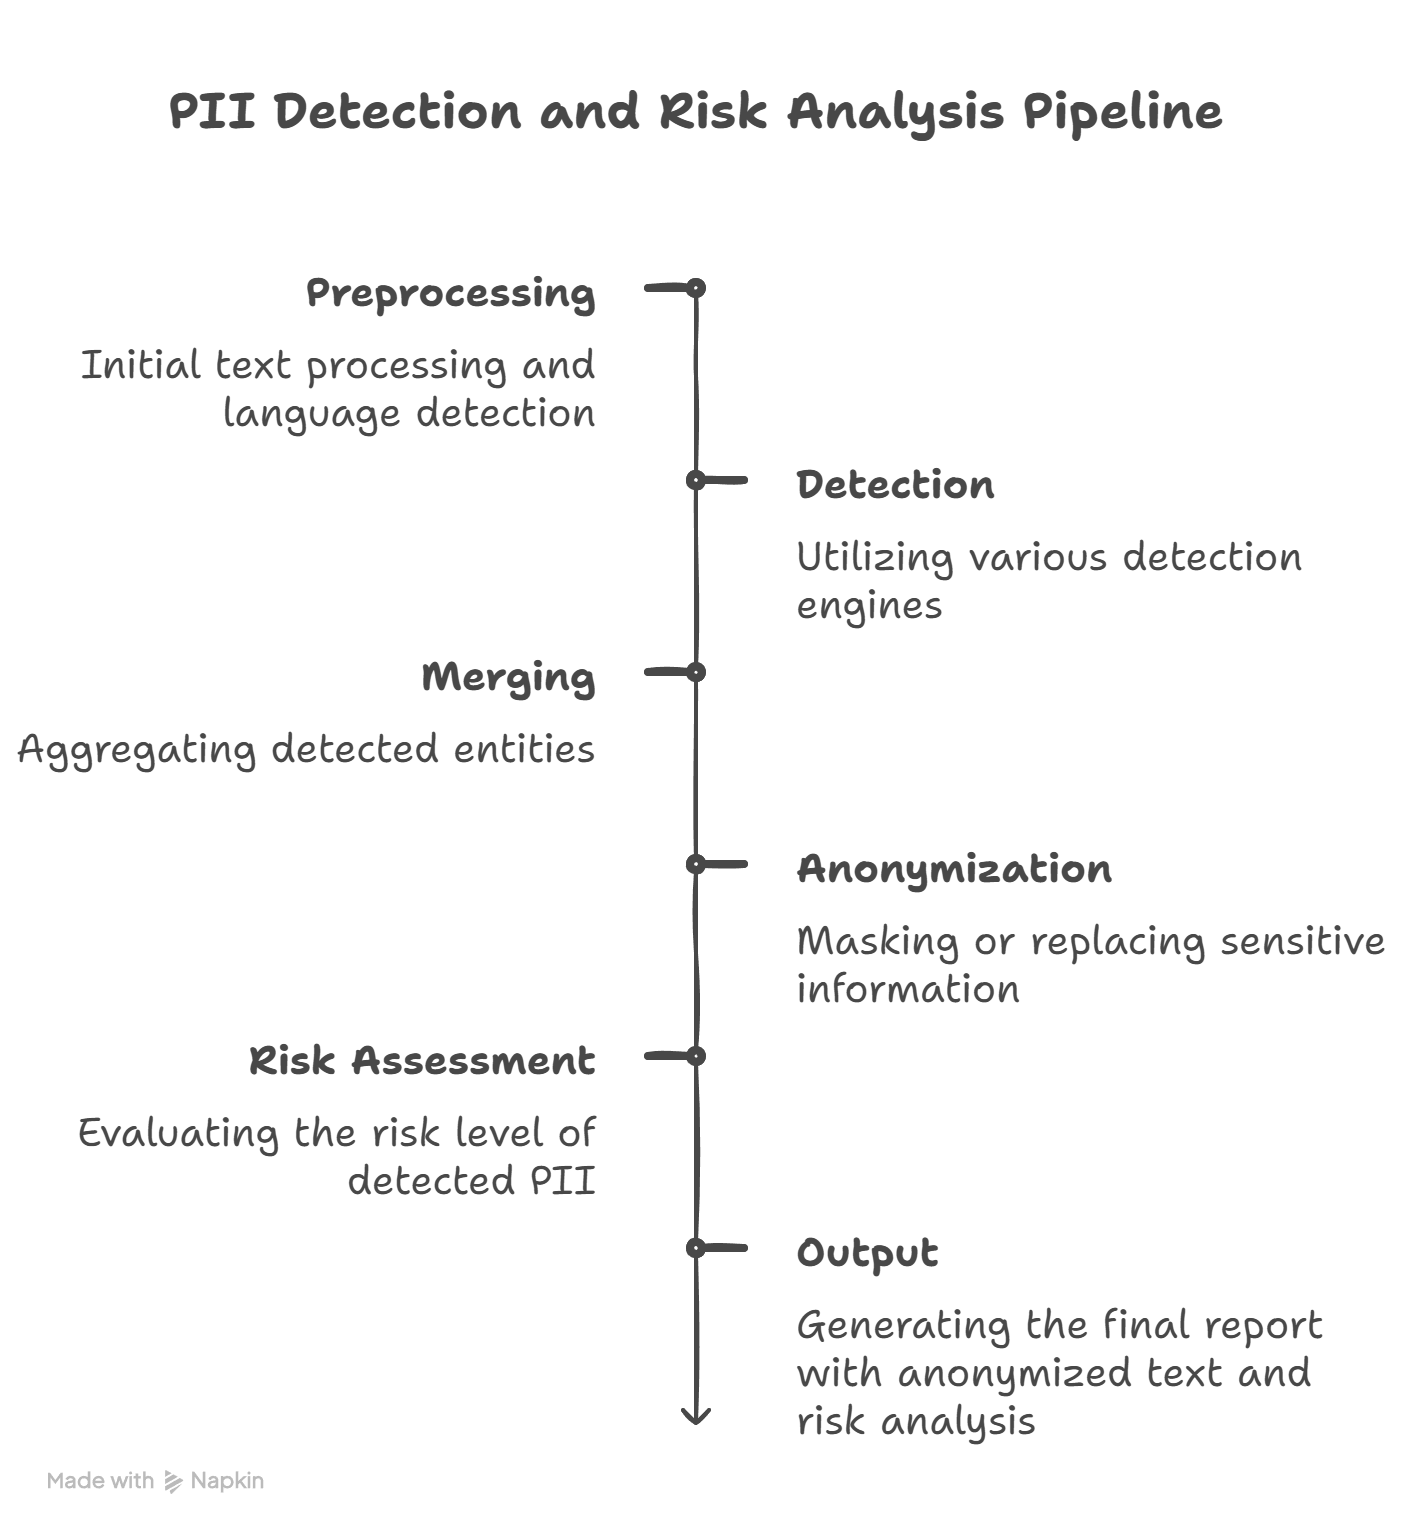 PII Detection and Risk Analysis Pipeline
Preprocessing
Initial text processing and
language detection
Detection
Utilizing various detection
engines
Merging
Aggregating detected entities
Anonymization
Masking or replacing sensitive
information
Risk Assessment
Evaluating the risk level of
detected PII
Output
Generating the final report
with anonymized text and
risk analysis
Made with Napkin